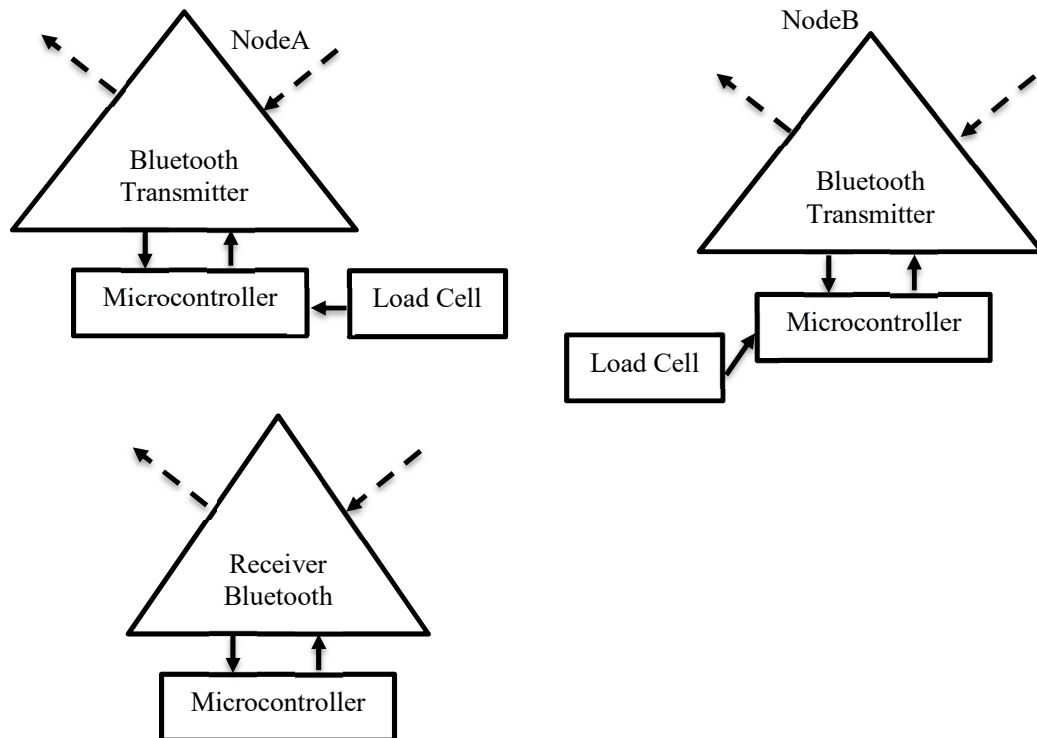 NodeA
Bluetooth
Transmitter
Microcontroller
Load Cell
NodeB
Bluetooth
Transmitter
Microcontroller
Load Cell
Receiver
Bluetooth
Microcontroller